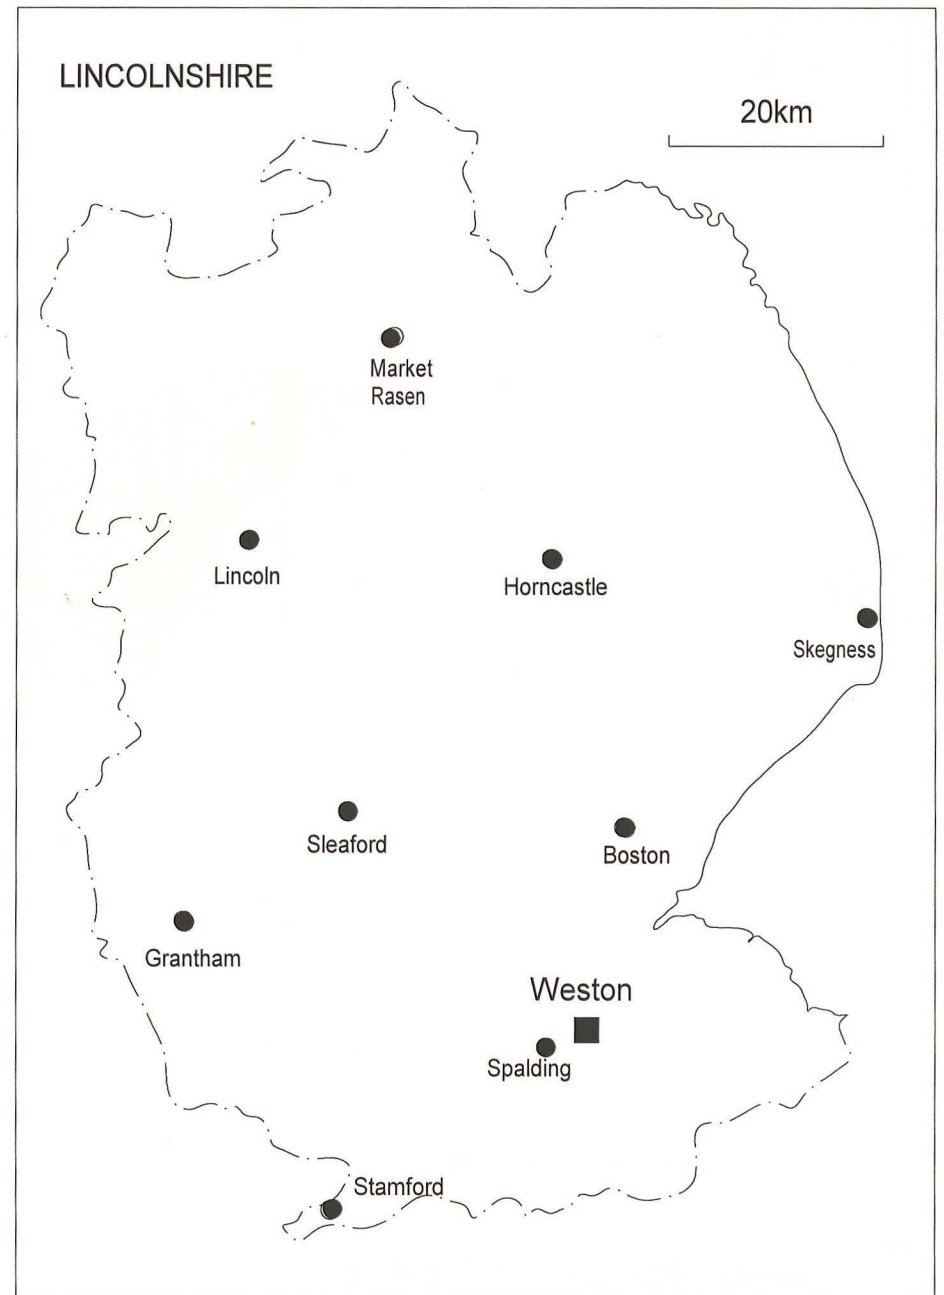 LINCOLNSHIRE
20km
Market
Rasen
Lincoln
Horncastle
Skegness
Sleaford
Boston
Grantham
Weston
Spalding
Stamford